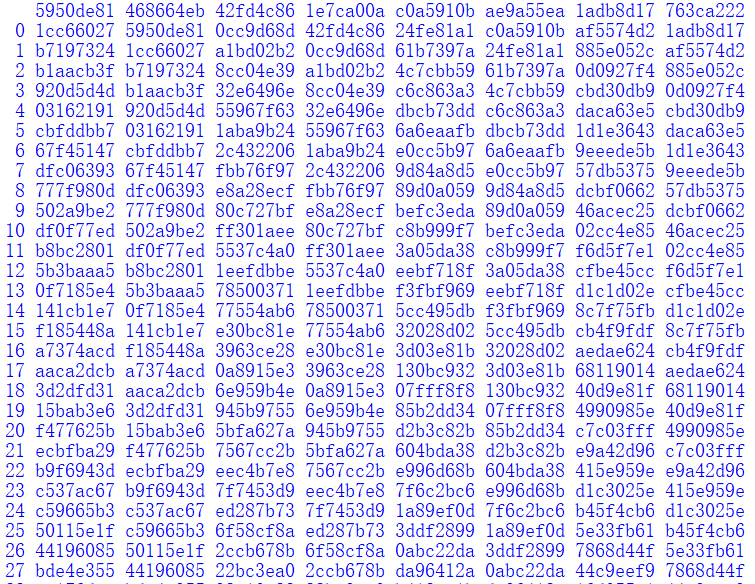 5950de81 468664eb 42fd4c86 1e7ca00a c0a5910b ae9a55ea 1adb8d17 763ca222
0 1cc66027 5950de81 0cc9d68d 42fd4c86 24fe81a1 c0a5910b af5574d2 1adb8d17
1 b7197324 1cc66027 a1bd02b2 0cc9d68d 61b7397a 24fe81a1 885e052c af5574d2
2 b1aacb3f b7197324 8cc04e39 a1bd02b2 4c7cbb59 61b7397a 0d0927f4 885e052c
3 920d5d4d b1aacb3f 32e6496e 8cc04e39 c6c863a3 4c7cbb59 cbd30db9 0d0927f4
4 03162191 920d5d4d 55967f63 32e6496e dbcb73dd c6c863a3 daca63e5 cbd30db9
5 cbfddbb7 03162191 1aba9b24 55967f63 6a6eaafb dbcb73dd 1d1e3643 daca63e5
6 67f45147 cbfddbb7 2c432206 1aba9b24 e0cc5b97 6a6eaafb 9eeede5b 1d1e3643
7 dfc06393 67f45147 fbb76f97 2c432206 9d84a8d5 e0cc5b97 57db5375 9eeede5b
8 777f980d dfc06393 e8a28ecf fbb76f97 89d0a059 9d84a8d5 dcbf0662 57db5375
9 502a9be2 777f980d 80c727bf e8a28ecf befc3eda 89d0a059 46acec25 dcbf0662
10 df0f77ed 502a9be2 ff301aee 80c727bf c8b999f7 befc3eda 02cc4e85 46acec25
11 b8bc2801 df0f77ed 5537c4a0 ff301aee 3a05da38 c8b999f7 f6d5f7e1 02cc4e85
12 5b3baaa5 b8bc2801 1eefdbbe 5537c4a0 eebf718f 3a05da38 cfbe45cc f6d5f7e1
13 0f7185e4 5b3baaa5 78500371 1eefdbbe f3fbf969 eebf718f d1c1d02e cfbe45cc
14 141cb1e7 0f7185e4 77554ab6 78500371 5cc495db f3fbf969 8c7f75fb d1c1d02e
15 f185448a 141cb1e7 e30bc81e 77554ab6 32028d02 5cc495db cb4f9fdf 8c7f75fb
16 a7374acd f185448a 3963ce28 e30bc81e 3d03e81b 32028d02 aedae624 cb4f9fdf
17 aaca2dcb a7374acd 0a8915e3 3963ce28 130bc932 3d03e81b 68119014 aedae624
18 3d2dfd31 aaca2dcb 6e959b4e 0a8915e3 07fff8f8 130bc932 40d9e81f 68119014
19 15bab3e6 3d2dfd31 945b9755 6e959b4e 85b2dd34 07fff8f8 4990985e 40d9e81f
20 f477625b 15bab3e6 5bfa627a 945b9755 d2b3c82b 85b2dd34 c7c03fff 4990985e
21 ecbfba29 f477625b 7567cc2b 5bfa627a 604bda38 d2b3c82b e9a42d96 c7c03fff
22 b9f6943d ecbfba29 eec4b7e8 7567cc2b e996d68b 604bda38 415e959e e9a42d96
23 c537ac67 b9f6943d 7f7453d9 eec4b7e8 7f6c2bc6 e996d68b d1c3025e 415e959e
24 c59665b3 c537ac67 ed287b73 7f7453d9 1a89ef0d 7f6c2bc6 b45f4cb6 d1c3025e
25 50115e1f c59665b3 6f58cf8a ed287b73 3ddf2899 1a89ef0d 5e33fb61 b45f4cb6
26 44196085 50115e1f 2ccb678b 6f58cf8a 0abc22da 3ddf2899 7868d44f 5e33fb61
27 bde4e355 44196085 22bc3ea0 2ccb678b da96412a 0abc22da 44c9eef9 7868d44f